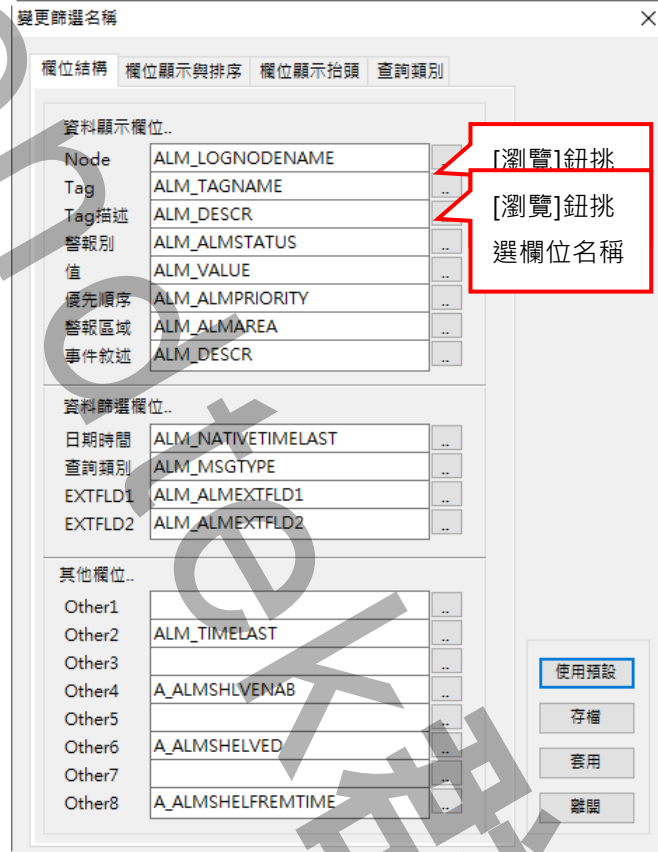 變更篩選名稱
欄位結構 欄位顯示與排序 欄位顯示抬頭 查詢類別
資料顯示欄位..
Node ALM_LOGNODENAME ..
Tag ALM_TAGNAME ..
Tag描述 ALM_DESCR ..
警報別 ALM_ALMSTATUS ..
值 ALM_VALUE ..
優先順序 ALM_ALMPRIORITY ..
警報區域 ALM_ALMAREA ..
事件敘述 ALM_DESCR ..
[瀏覽]鈕挑
[瀏覽]鈕挑
選欄位名稱
資料篩選欄位..
日期時間 ALM_NATIVETIMELAST ..
查詢類別 ALM_MSGTYPE ..
EXTFLD1 ALM_ALMEXTFLD1 ..
EXTFLD2 ALM_ALMEXTFLD2 ..
其他欄位..
Other1 ..
Other2 ALM_TIMELAST ..
Other3 ..
Other4 A_ALMSHLVENAB ..
Other5 ..
Other6 A_ALMSHELVED ..
Other7 ..
Other8 A_ALMSHELFREMTIME ..
使用預設
存檔
套用
離開